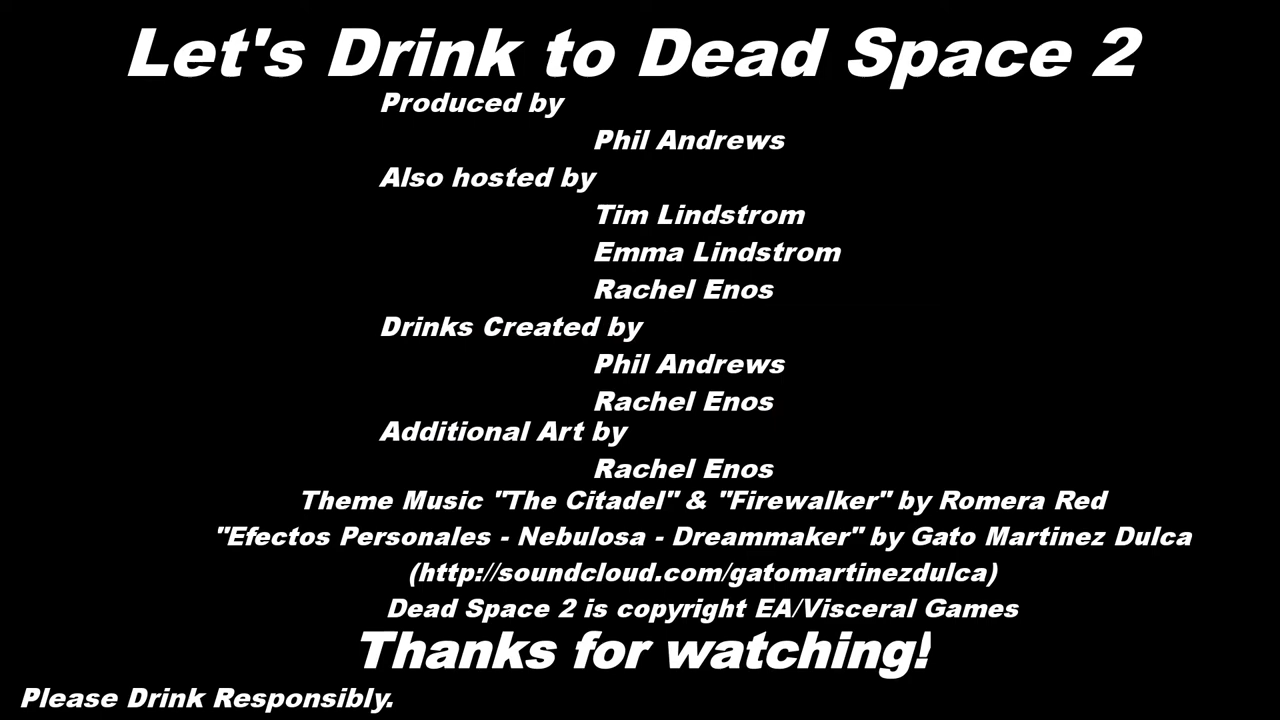 Let's Drink to Dead Space 2
Produced by
Phil Andrews
Also hosted by
Tim Lindstrom
Emma Lindstrom
Rachel Enos
Drinks Created by
Phil Andrews
Rachel Enos
Additional Art by
Rachel Enos
Theme Music "The Citadel" & "Firewalker" by Romera Red
"Efectos Personales - Nebulosa - Dreammaker" by Gato Martinez Dulca
(http://soundcloud.com/gatomartinezdulca)
Dead Space 2 is copyright EA/Visceral Games
Thanks for watching!
Please Drink Responsibly.